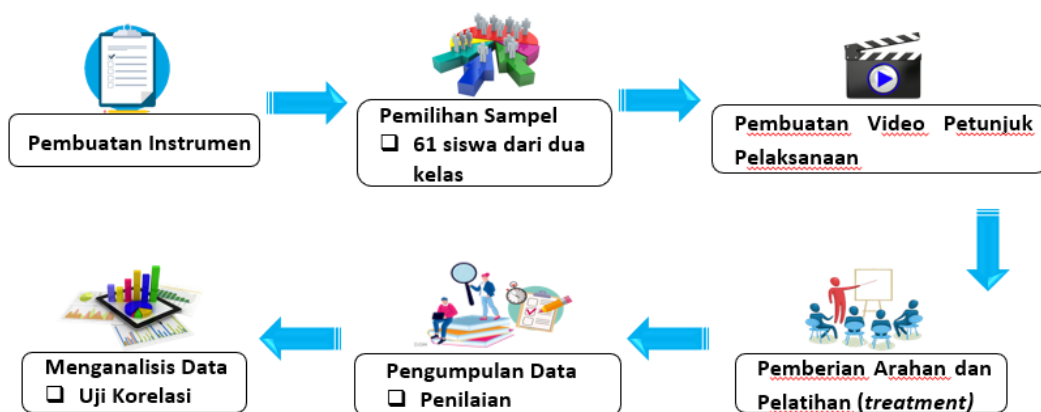 Pembuatan Instrumen
Pemilihan Sampel
❑ 61 siswa dari dua
kelas
Pembuatan Video Petunjuk
Pelaksanaan
Pemberian Arahan dan
Pelatihan (treatment)
Pengumpulan Data
❑ Penilaian
Menganalisis Data
❑ Uji Korelasi